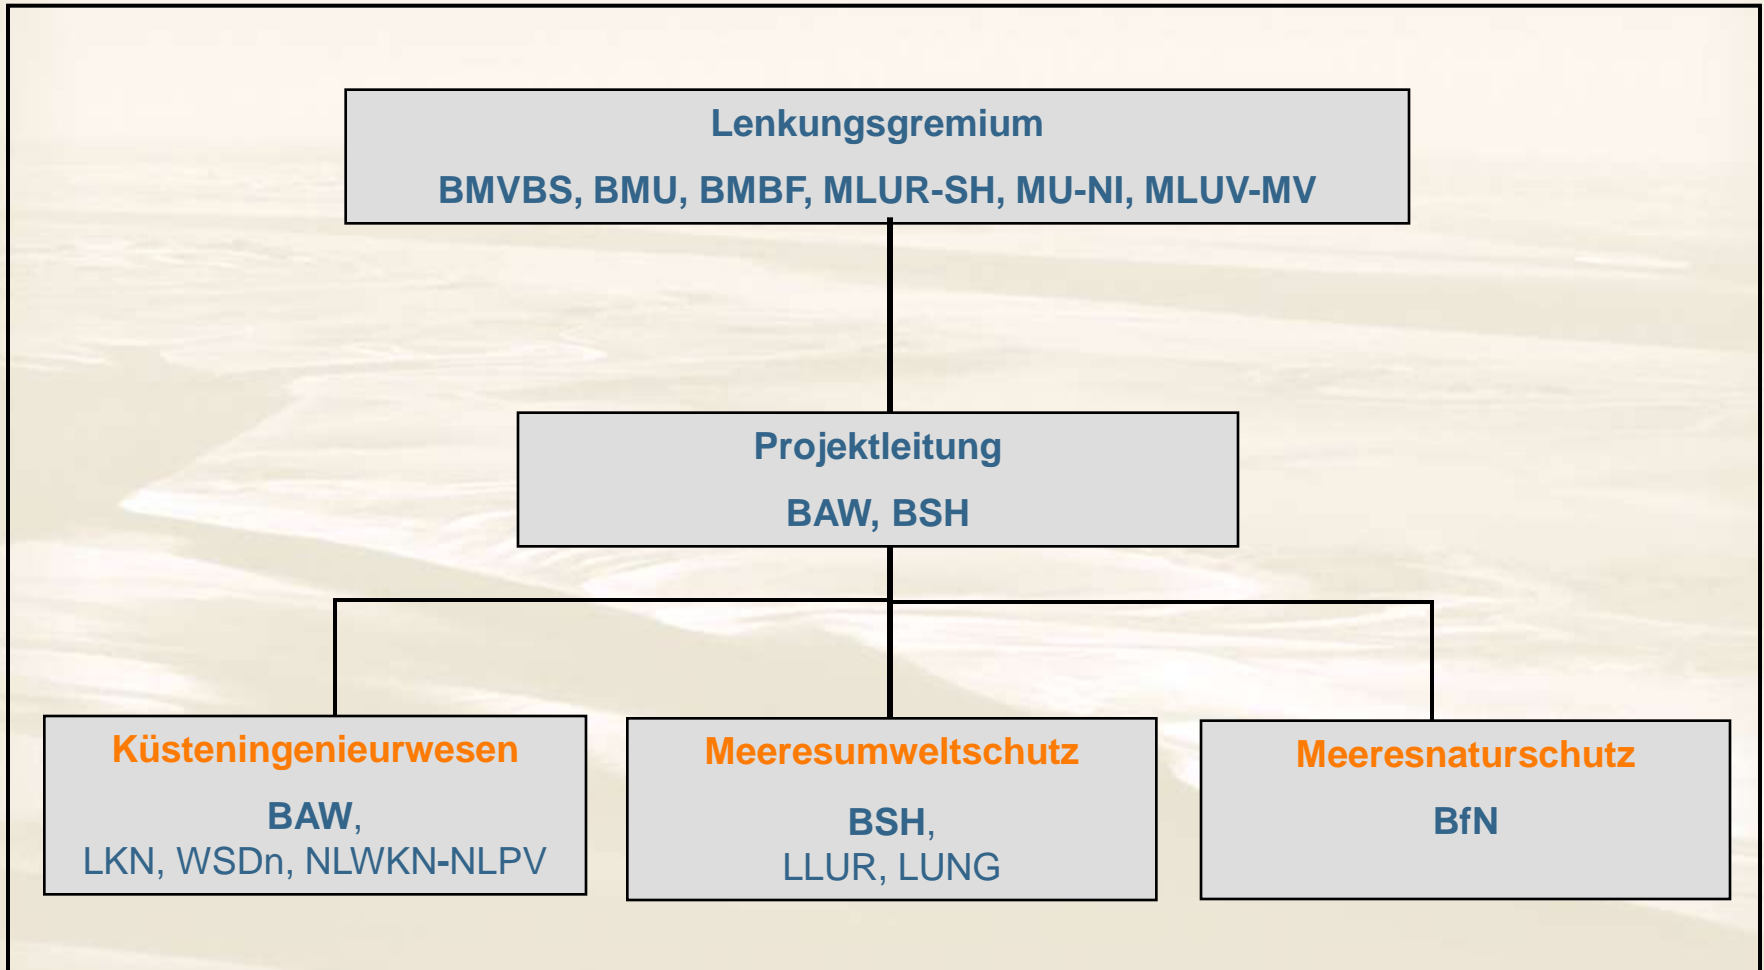 Lenkungsgremium
BMVBS, BMU, BMBF, MLUR-SH, MU-NI, MLUV-MV
Projektleitung
BAW, BSH
Küsteningenieurwesen
BAW,
LKN, WSDn, NLWKN-NLPV
Meeresumweltschutz
BSH,
LLUR, LUNG
Meeresnaturschutz
BfN